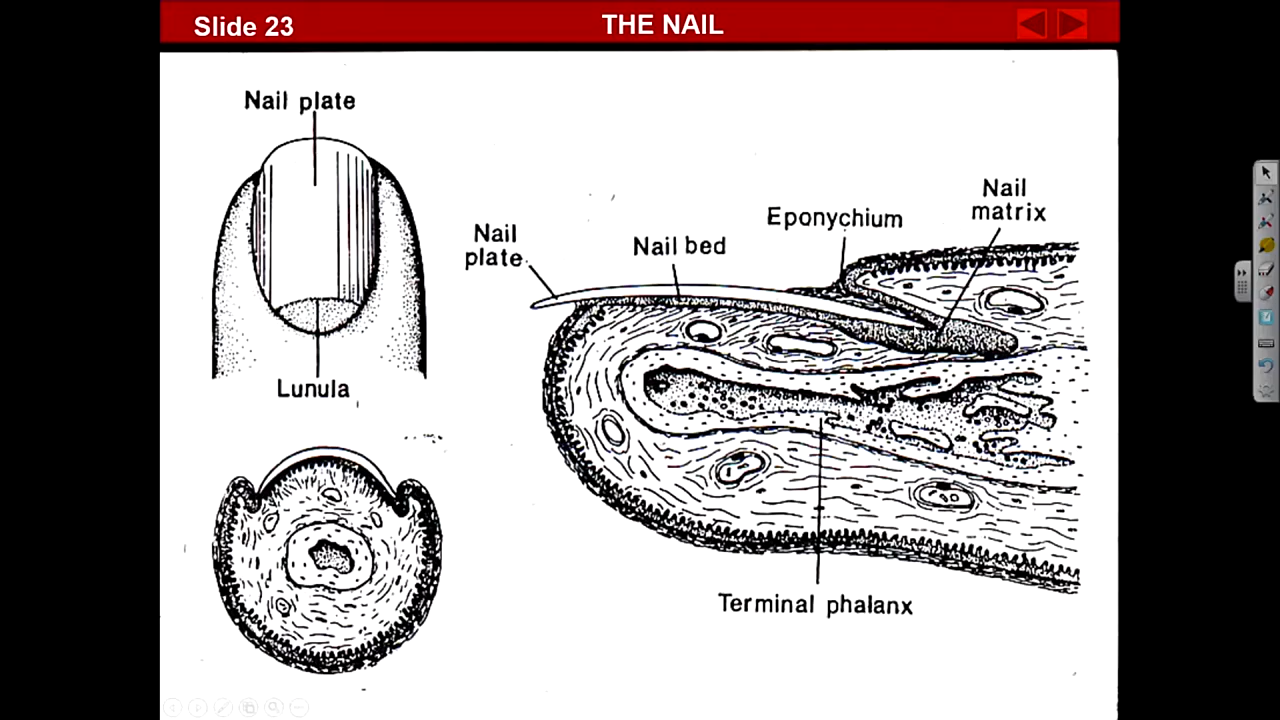 Slide 23
THE NAIL
Nail plate
Lunula
Nail
plate
Nail bed
Eponychium
Nail
matrix
Terminal phalanx